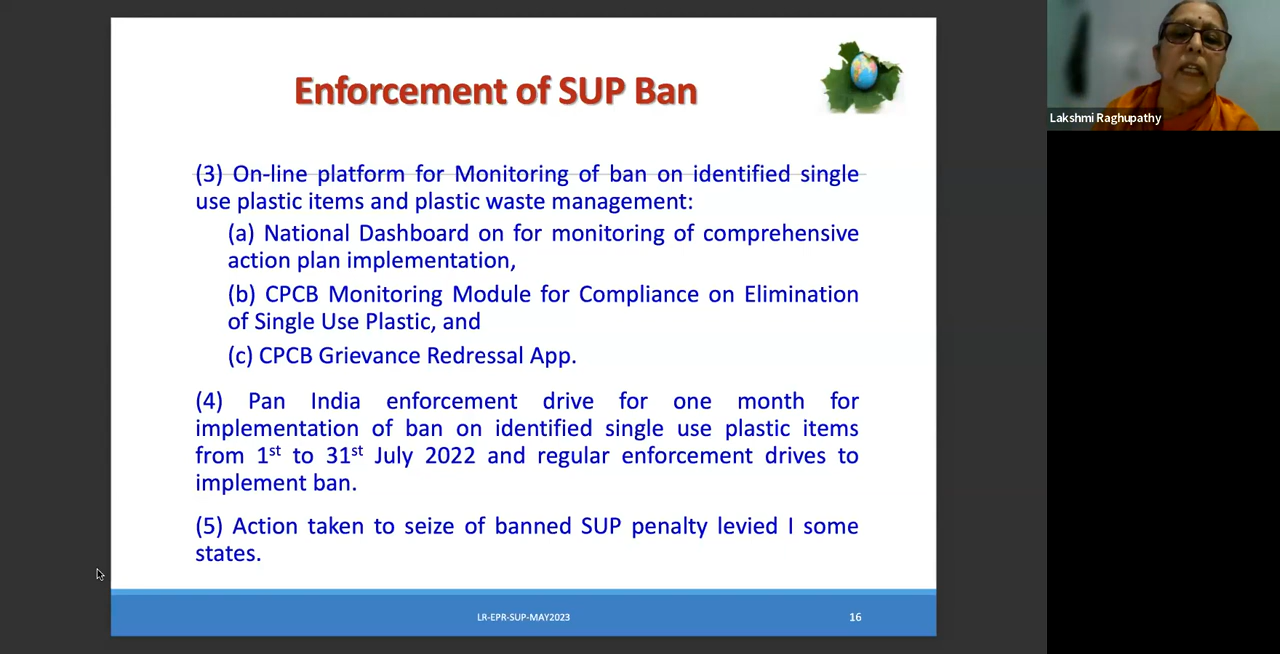 Enforcement of SUP Ban
Lakshmi Raghupathy
(3) On-line platform for Monitoring of ban on identified single
use plastic items and plastic waste management:
(a) National Dashboard on for monitoring of comprehensive
action plan implementation,
(b) CPCB Monitoring Module for Compliance on Elimination
of Single Use Plastic, and
(c) CPCB Grievance Redressal App.
(4) Pan India enforcement drive for one month for
implementation of ban on identified single use plastic items
from 1st to 31st July 2022 and regular enforcement drives to
implement ban.
(5) Action taken to seize of banned SUP penalty levied I some
states.
LR-EPR-SUP-MAY2023
16